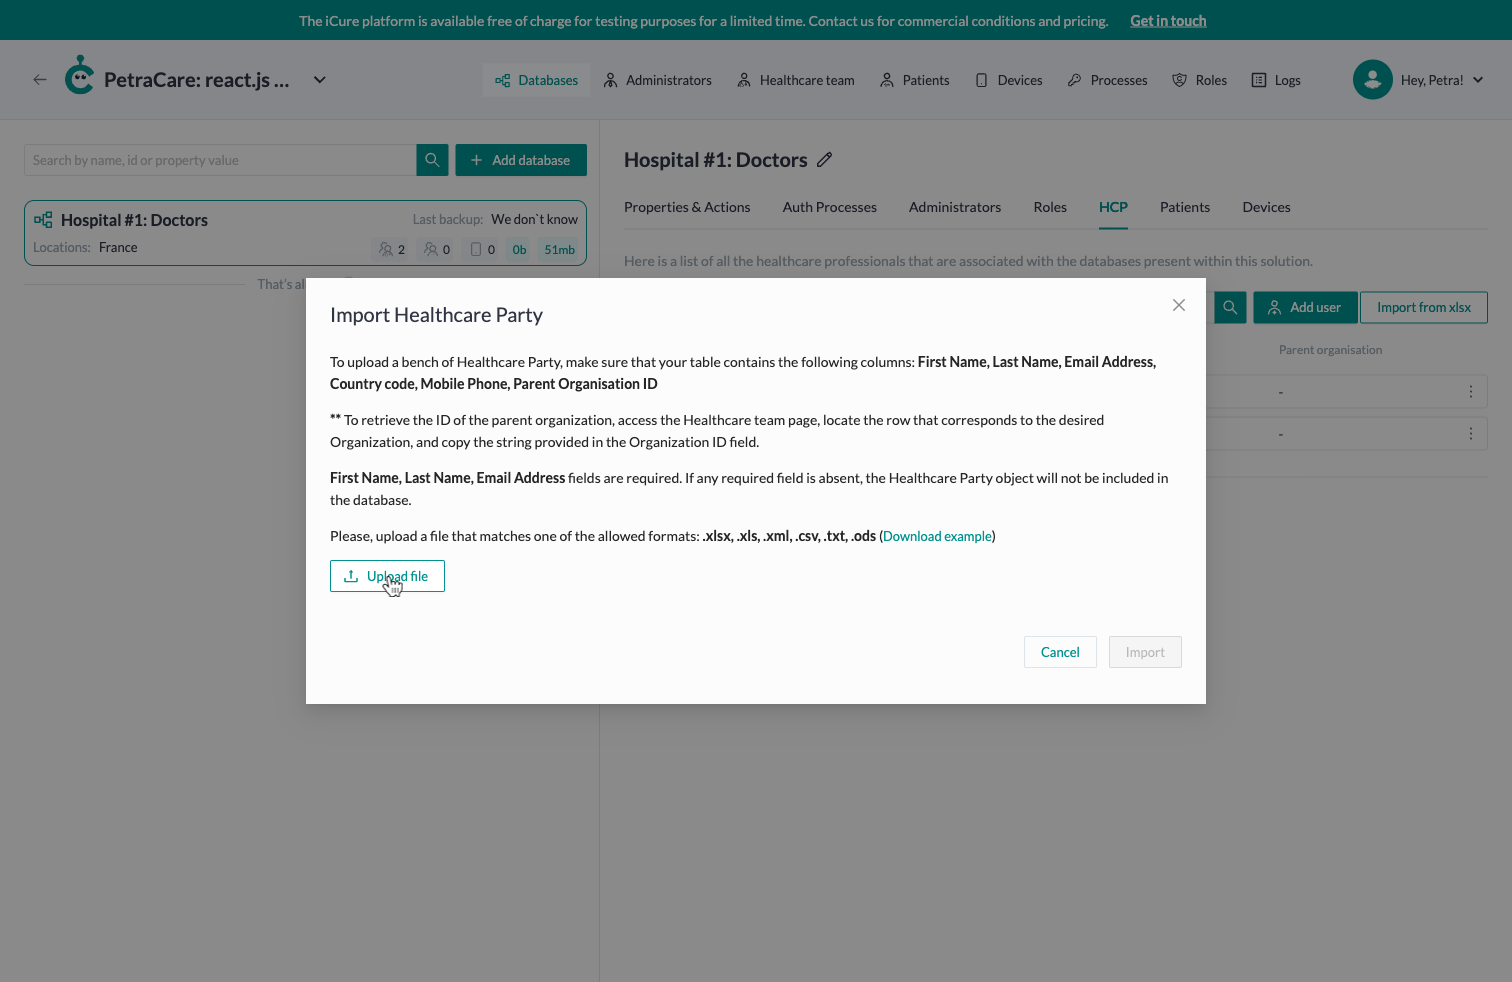 The iCure platform is available free of charge for testing purposes for a limited time. Contact us for commercial conditions and pricing. Get in touch
PetraCare: react.js ...
Databases
Administrators
Healthcare team
Patients
Devices
Processes
Roles
Logs
Hey, Petra!
Search by name, id or property value
Add database
Hospital #1: Doctors
Last backup: We don`t know
Locations: France
2
0
0
0b
51mb
That's al
Hospital #1: Doctors
Properties & Actions
Auth Processes
Administrators
Roles
HCP
Patients
Devices
Here is a list of all the healthcare professionals that are associated with the databases present within this solution.
Add user
Import from xlsx
Parent organisation
-
-
Import Healthcare Party
To upload a bench of Healthcare Party, make sure that your table contains the following columns: First Name, Last Name, Email Address,
Country code, Mobile Phone, Parent Organisation ID
** To retrieve the ID of the parent organization, access the Healthcare team page, locate the row that corresponds to the desired
Organization, and copy the string provided in the Organization ID field.
First Name, Last Name, Email Address fields are required. If any required field is absent, the Healthcare Party object will not be included in
the database.
Please, upload a file that matches one of the allowed formats: .xlsx, .xls, .xml, .csv, .txt, .ods (Download example)
Upload file
Cancel
Import